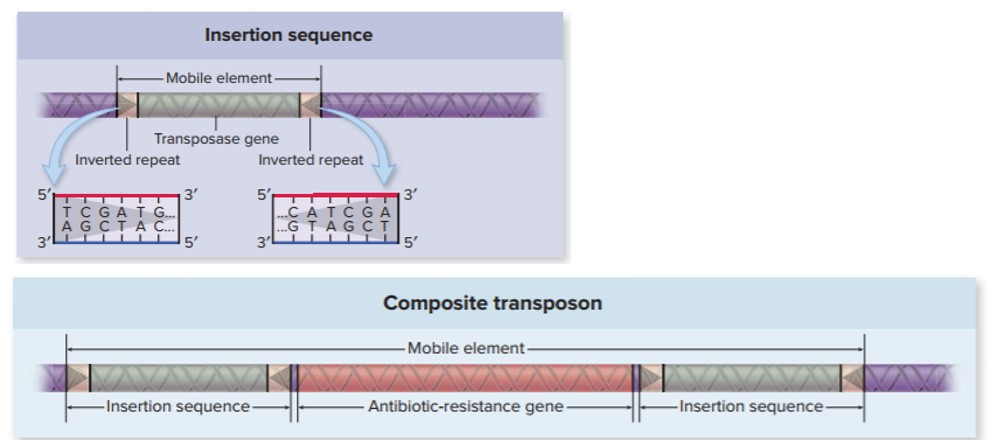 Insertion sequence
Mobile element
Transposase gene
Inverted repeat
Inverted repeat
5′ 3′
T C G A T G...
A G C T A C...
3′ 5′
5′ 3′
...C A T C G A
...G T A G C T
3′ 5′
Composite transposon
Mobile element
Insertion sequence
Antibiotic-resistance gene
Insertion sequence